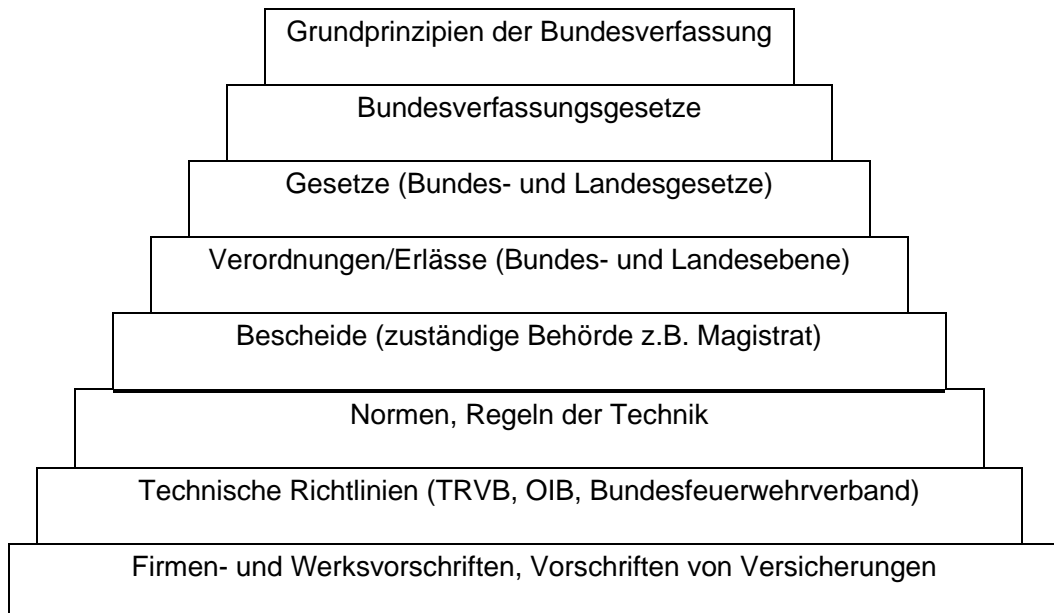 Grundprinzipien der Bundesverfassung
Bundesverfassungsgesetze
Gesetze (Bundes- und Landesgesetze)
Verordnungen/Erlässe (Bundes- und Landesebene)
Bescheide (zuständige Behörde z.B. Magistrat)
Normen, Regeln der Technik
Technische Richtlinien (TRVB, OIB, Bundesfeuerwehrverband)
Firmen- und Werksvorschriften, Vorschriften von Versicherungen